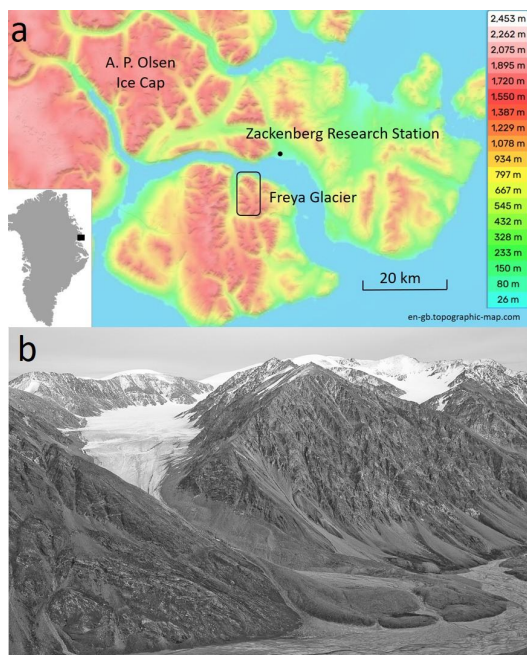 a
A. P. Olsen
Ice Cap
Zackenberg Research Station
Freya Glacier
20 km
2,453 m
2,262 m
2,075 m
1,895 m
1,720 m
1,550 m
1,387 m
1,229 m
1,078 m
934 m
797 m
667 m
545 m
432 m
328 m
233 m
150 m
80 m
26 m
en-gb.topographic-map.com
b